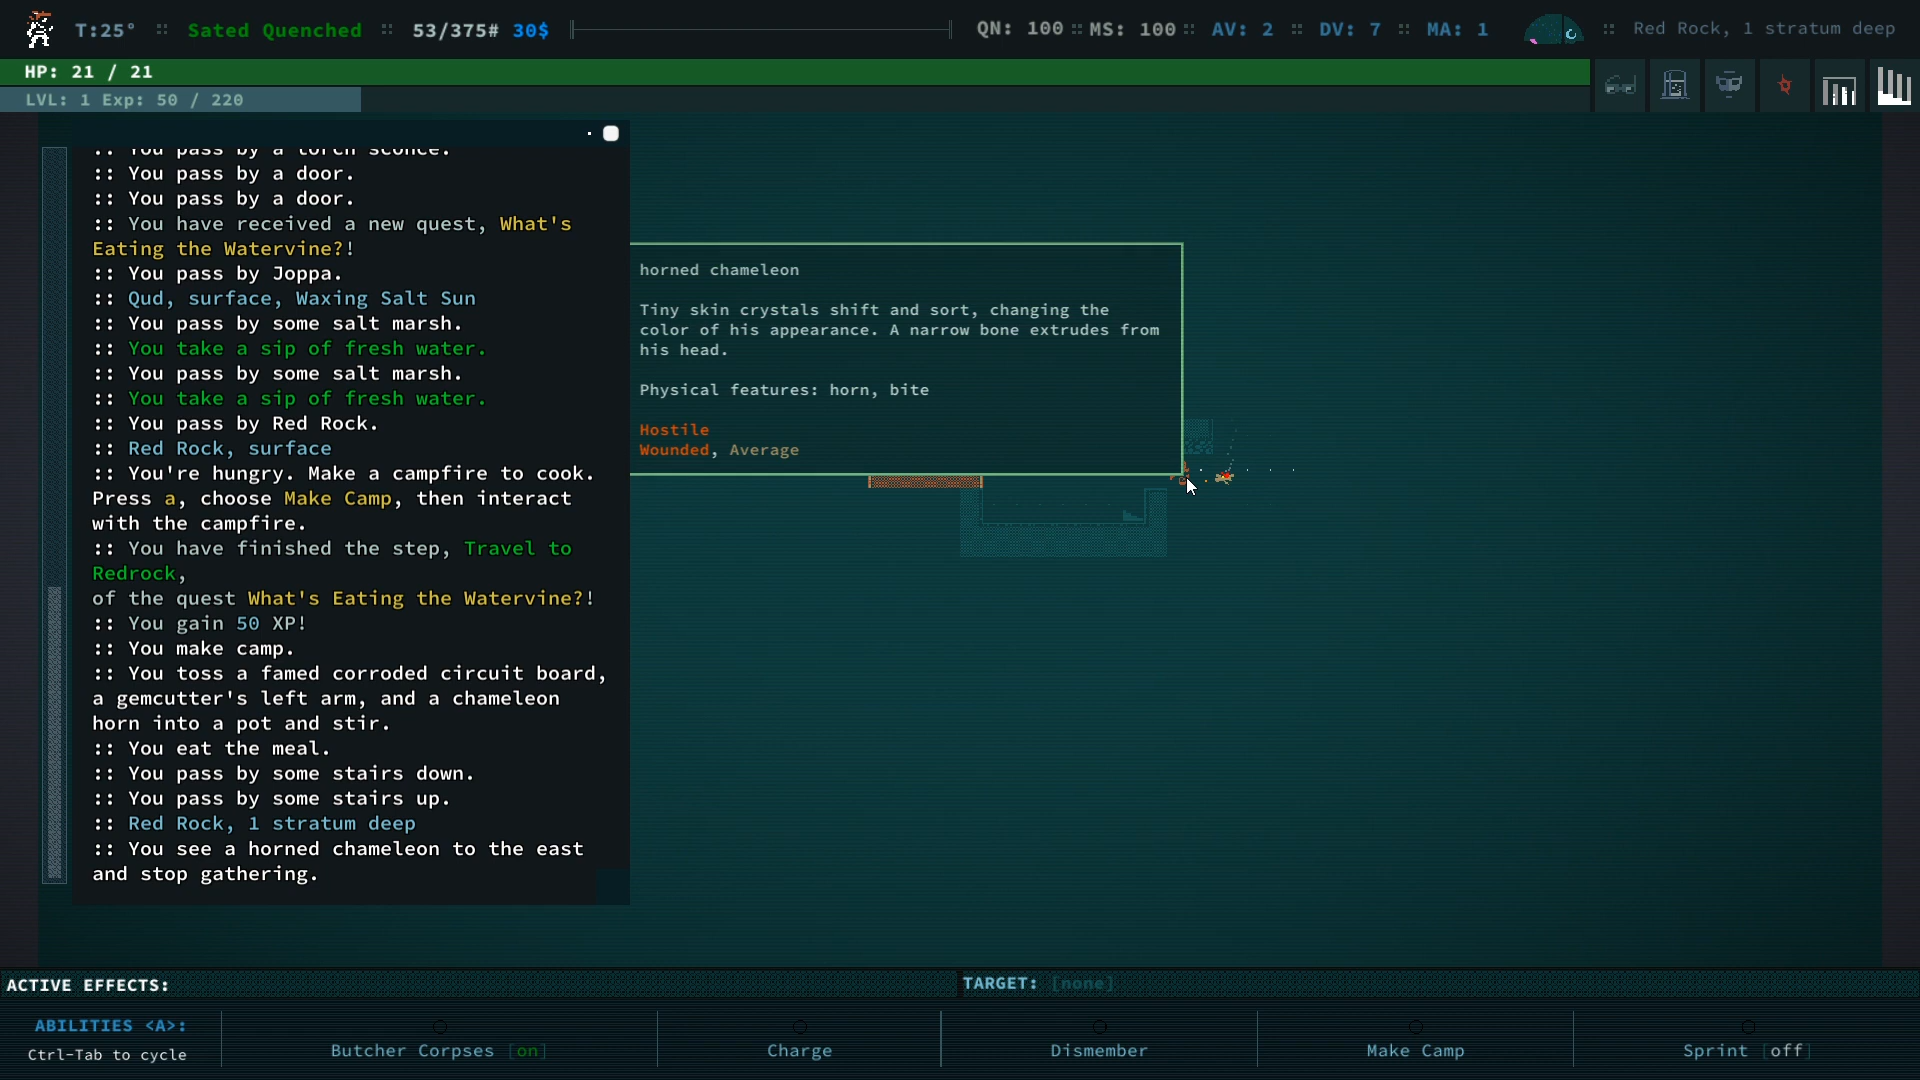 T:25° :: Sated Quenched :: 53/375# 30$ QN: 100 :: MS: 100 :: AV: 2 :: DV: 7 :: MA: 1 :: Red Rock, 1 stratum deep
HP: 21 / 21
LVL: 1 Exp: 50 / 220
:: You pass by a torch sconce.
:: You pass by a door.
:: You pass by a door.
:: You have received a new quest, What's
Eating the Watervine?!
:: You pass by Joppa.
:: Qud, surface, Waxing Salt Sun
:: You pass by some salt marsh.
:: You take a sip of fresh water.
:: You pass by some salt marsh.
:: You take a sip of fresh water.
:: You pass by Red Rock.
:: Red Rock, surface
:: You're hungry. Make a campfire to cook.
Press a, choose Make Camp, then interact
with the campfire.
:: You have finished the step, Travel to
Redrock,
of the quest What's Eating the Watervine?!
:: You gain 50 XP!
:: You make camp.
:: You toss a famed corroded circuit board,
a gemcutter's left arm, and a chameleon
horn into a pot and stir.
:: You eat the meal.
:: You pass by some stairs down.
:: You pass by some stairs up.
:: Red Rock, 1 stratum deep
:: You see a horned chameleon to the east
and stop gathering.
horned chameleon
Tiny skin crystals shift and sort, changing the
color of his appearance. A narrow bone extrudes from
his head.
Physical features: horn, bite
Hostile
Wounded, Average
ACTIVE EFFECTS:
TARGET: [none]
ABILITIES <A>:
Ctrl-Tab to cycle
Butcher Corpses [on]
Charge
Dismember
Make Camp
Sprint [off]